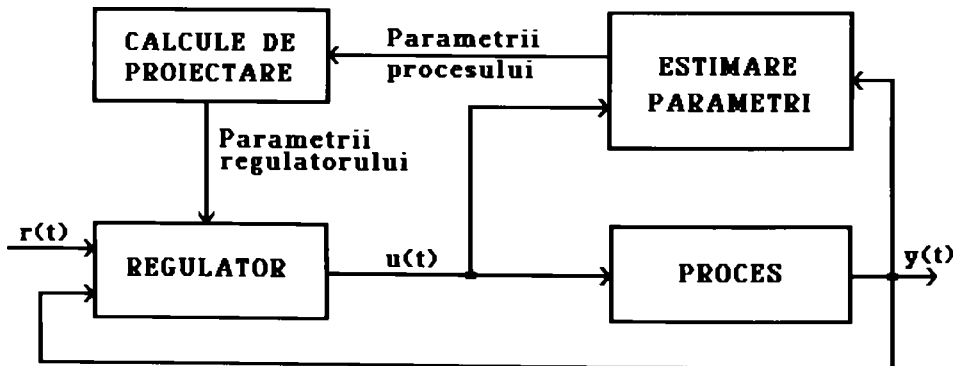 CALCULE DE
PROIECTARE
Parametrii
procesului
ESTIMARE
PARAMETRI
Parametrii
regulatorului
r(t)
REGULATOR
u(t)
PROCES
y(t)